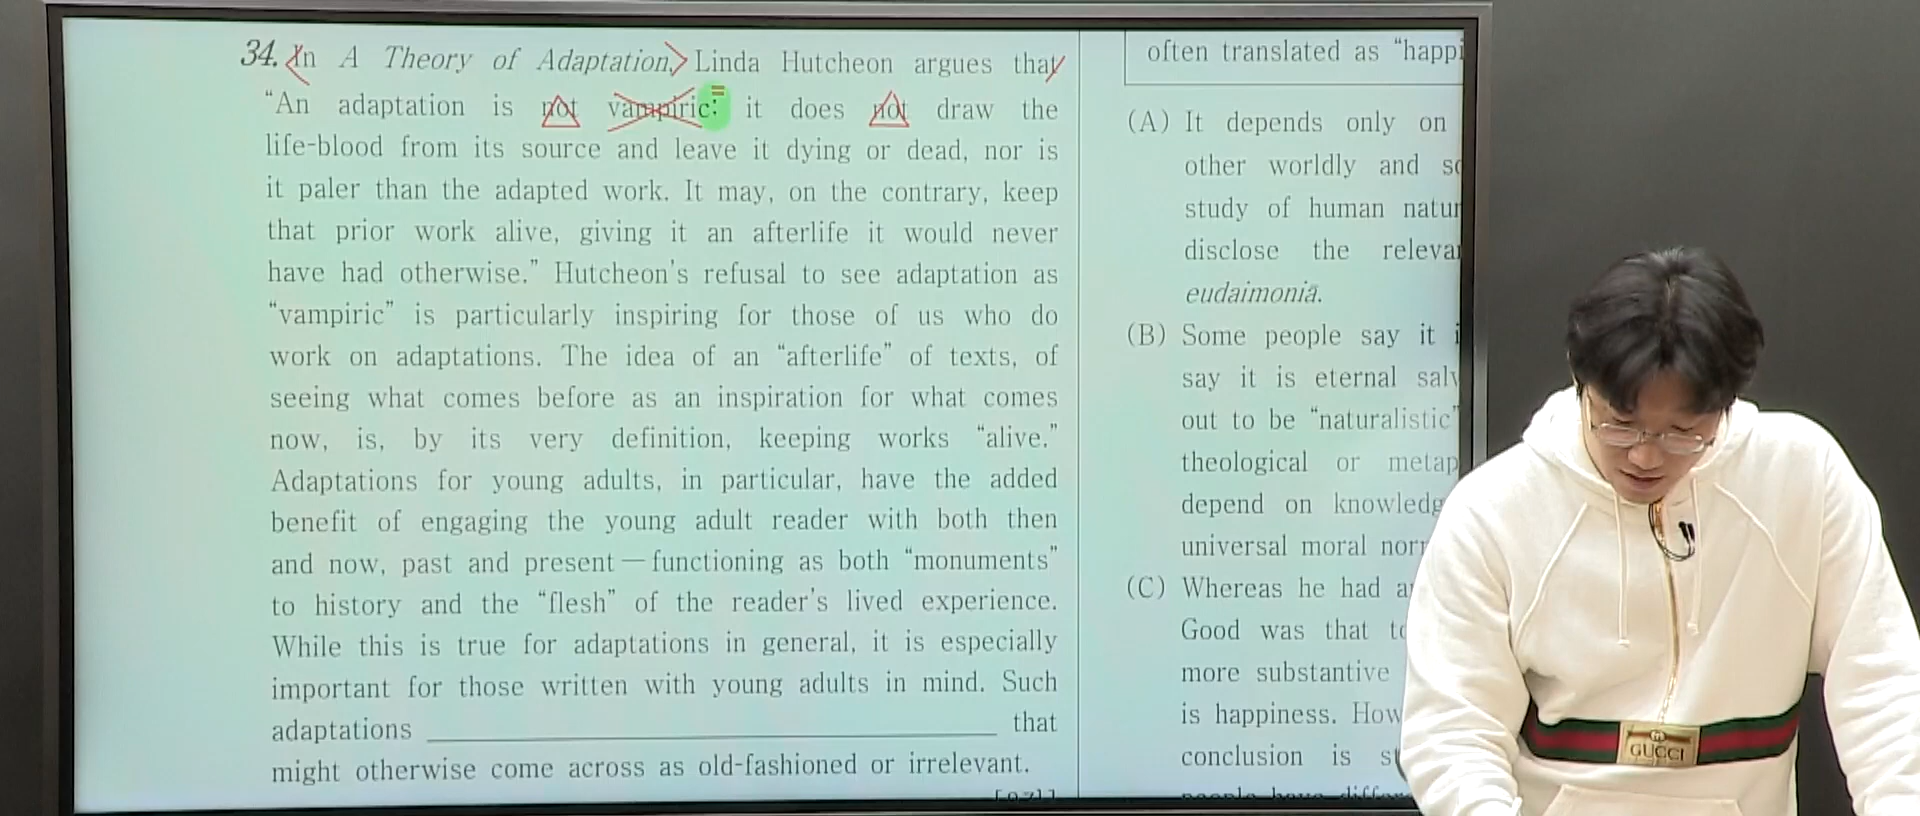 34. In A Theory of Adaptation, Linda Hutcheon argues that
“An adaptation is not vampiric: it does not draw the
life-blood from its source and leave it dying or dead, nor is
it paler than the adapted work. It may, on the contrary, keep
that prior work alive, giving it an afterlife it would never
have had otherwise.” Hutcheon’s refusal to see adaptation as
“vampiric” is particularly inspiring for those of us who do
work on adaptations. The idea of an “afterlife” of texts, of
seeing what comes before as an inspiration for what comes
now, is, by its very definition, keeping works “alive.”
Adaptations for young adults, in particular, have the added
benefit of engaging the young adult reader with both then
and now, past and present — functioning as both “monuments”
to history and the “flesh” of the reader’s lived experience.
While this is true for adaptations in general, it is especially
important for those written with young adults in mind. Such
adaptations ______________________ that
might otherwise come across as old-fashioned or irrelevant.
often translated as “happi
(A) It depends only on
other worldly and
study of human natur
disclose the releva
eudaimonia.
(B) Some people say it
say it is eternal
out to be “naturalistic”
theological or metap
depend on knowledg
universal moral
(C) Whereas he had
Good was that
more substantive
is happiness. How
conclusion is
people have differ
GUCCI